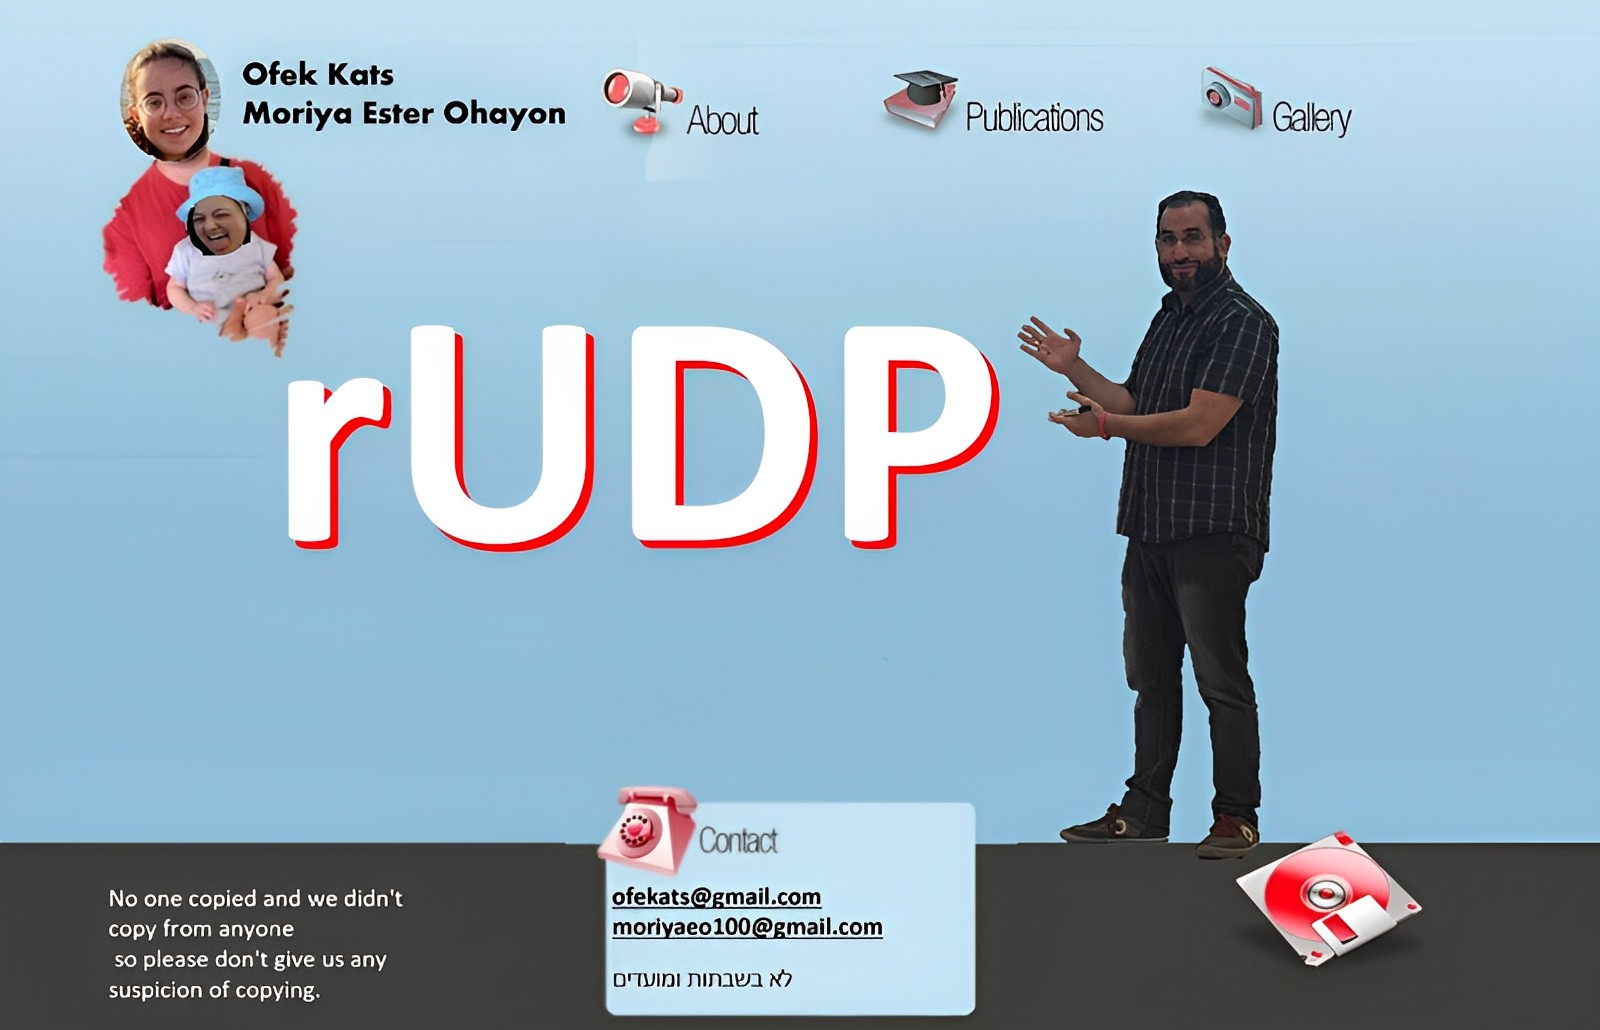 Ofek Kats
Moriya Ester Ohayon
About
Publications
Gallery
rUDP
Contact
ofekats@gmail.com
moriyaeo100@gmail.com
לא בשבתות ומועדים
No one copied and we didn't
copy from anyone
so please don't give us any
suspicion of copying.